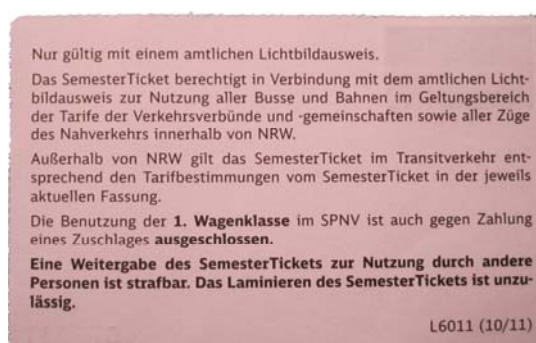 Nur gültig mit einem amtlichen Lichtbildausweis.
Das SemesterTicket berechtigt in Verbindung mit dem amtlichen Licht-
bildausweis zur Nutzung aller Busse und Bahnen im Geltungsbereich
der Tarife der Verkehrsverbünde und -gemeinschaften sowie aller Züge
des Nahverkehrs innerhalb von NRW.
Außerhalb von NRW gilt das SemesterTicket im Transitverkehr ent-
sprechend den Tarifbestimmungen vom SemesterTicket in der jeweils
aktuellen Fassung.
Die Benutzung der 1. Wagenklasse im SPNV ist auch gegen Zahlung
eines Zuschlages ausgeschlossen.
Eine Weitergabe des SemesterTickets zur Nutzung durch andere
Personen ist strafbar. Das Laminieren des SemesterTickets ist unzu-
lässig.
L6011 (10/11)